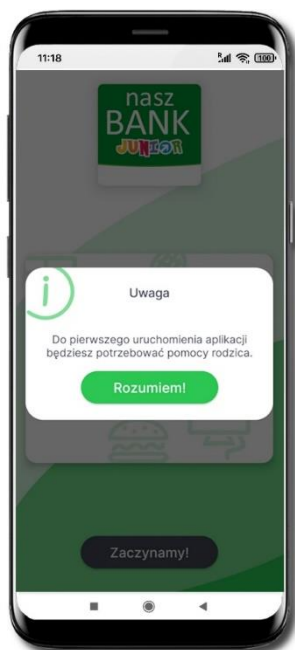 11:18
R
100
nasz
BANK
JUNIOR
Uwaga
Do pierwszego uruchomienia aplikacji
będziesz potrzebować pomocy rodzica.
Rozumiem!
Zaczynamy!